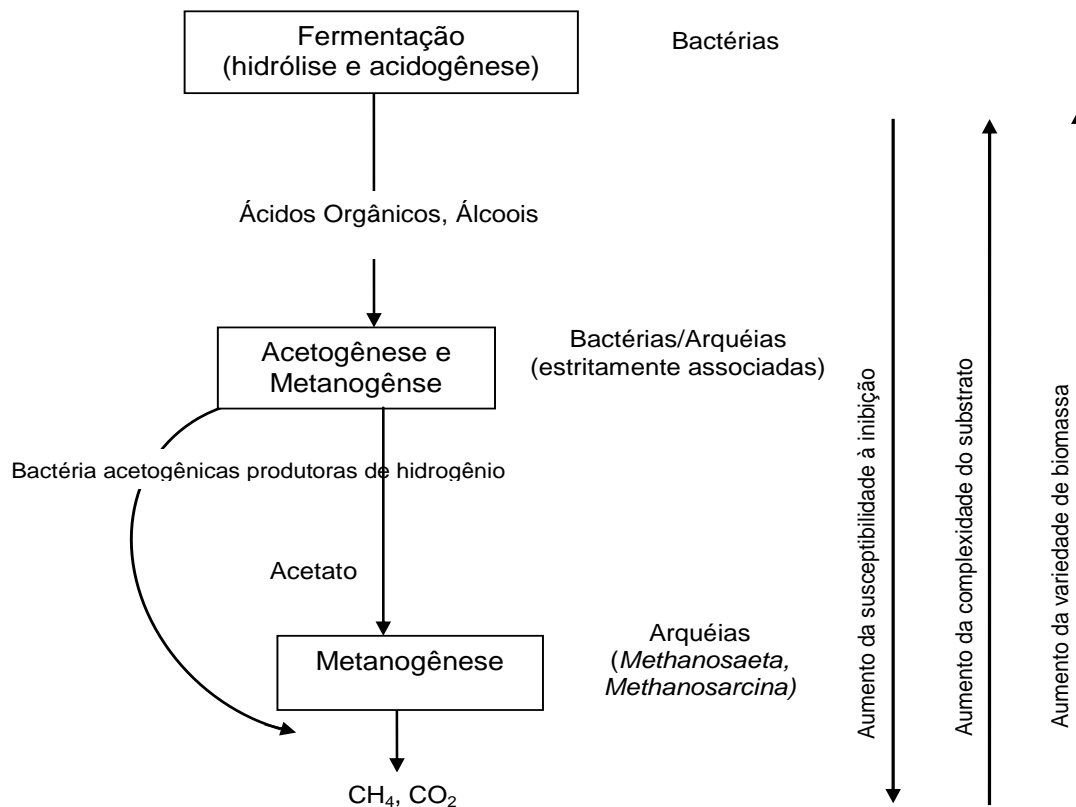 Fermentação
(hidrólise e acidogênese)
Bactérias
Ácidos Orgânicos, Álcoois
Acetogênese e
Metanogênse
Bactérias/Arquéias
(estritamente associadas)
Bactéria acetogênicas produtoras de hidrogênio
Acetato
Metanogênese
Arquéias
(Methanosaeta,
Methanosarcina)
CH₄, CO₂
Aumento da susceptibilidade à inibição
Aumento da complexidade do substrato
Aumento da variedade de biomassa